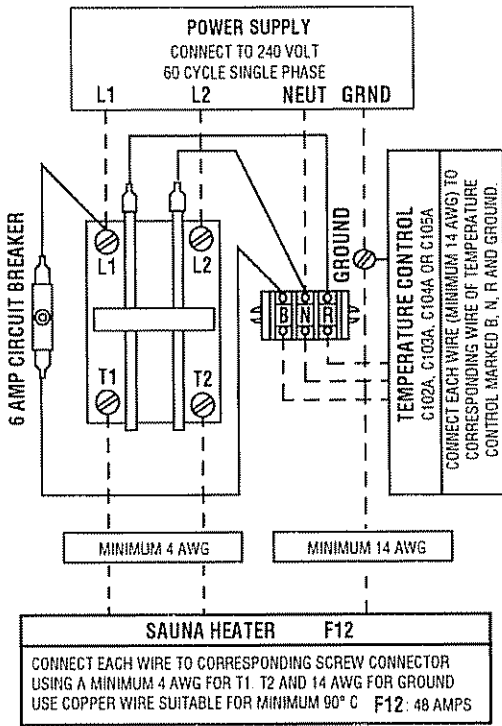 POWER SUPPLY
CONNECT TO 240 VOLT
60 CYCLE SINGLE PHASE
L1 L2 NEUT GRND
6 AMP CIRCUIT BREAKER
L1 L2
T1 T2
B N R
GROUND
TEMPERATURE CONTROL
C102A, C103A, C104A OR C105A
CONNECT EACH WIRE (MINIMUM 14 AWG) TO
CORRESPONDING WIRE OF TEMPERATURE
CONTROL MARKED B, N, R AND GROUND.
MINIMUM 4 AWG
MINIMUM 14 AWG
SAUNA HEATER F12
CONNECT EACH WIRE TO CORRESPONDING SCREW CONNECTOR
USING A MINIMUM 4 AWG FOR T1. T2 AND 14 AWG FOR GROUND
USE COPPER WIRE SUITABLE FOR MINIMUM 90° C F12: 48 AMPS